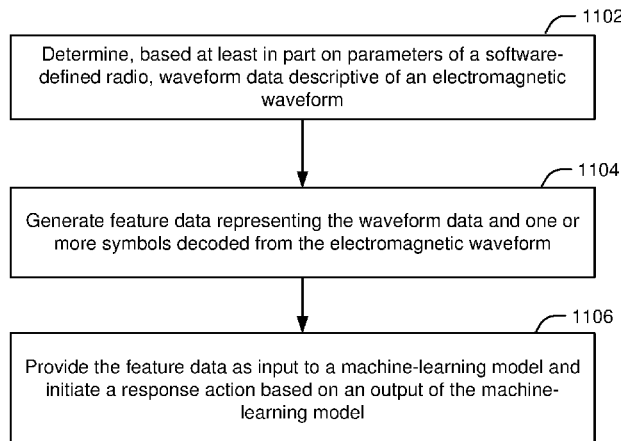 1102
Determine, based at least in part on parameters of a software-
defined radio, waveform data descriptive of an electromagnetic
waveform
1104
Generate feature data representing the waveform data and one or
more symbols decoded from the electromagnetic waveform
1106
Provide the feature data as input to a machine-learning model and
initiate a response action based on an output of the machine-
learning model